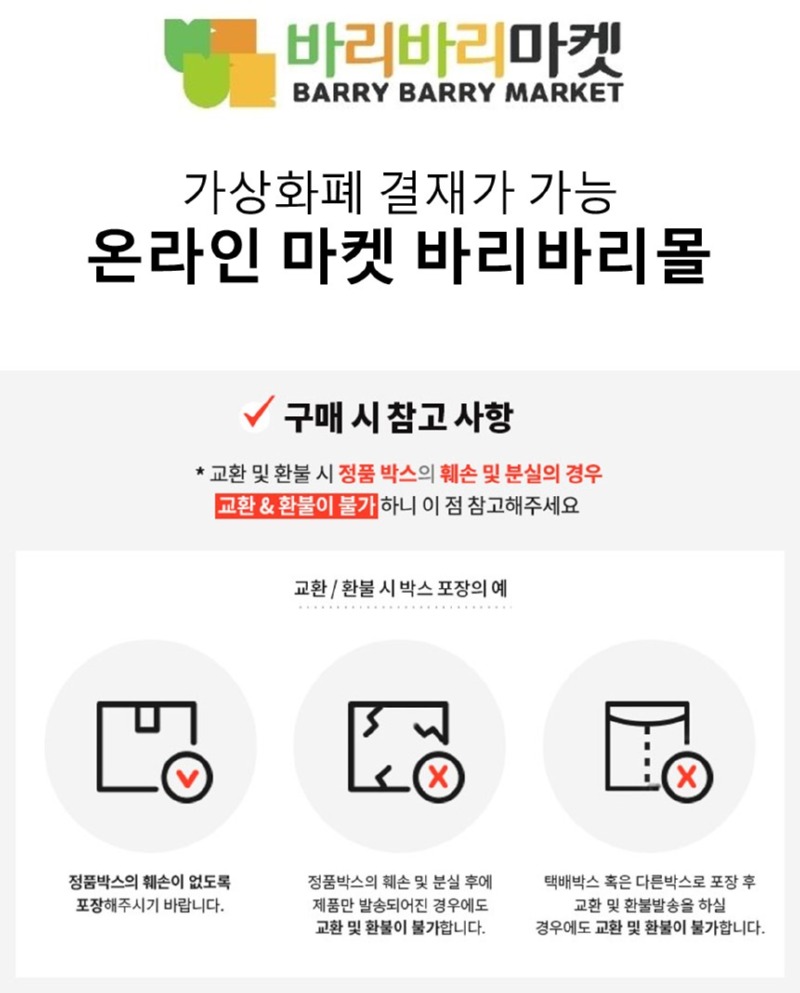 바리바리마켓
BARRY BARRY MARKET
가상화폐 결재가 가능
온라인 마켓 바리바리몰
구매 시 참고 사항
* 교환 및 환불 시 정품 박스의 훼손 및 분실의 경우
교환 & 환불이 불가하니 이 점 참고해주세요
교환 / 환불 시 박스 포장의 예
정품박스의 훼손이 없도록
포장해주시기 바랍니다.
정품박스의 훼손 및 분실 후에
제품만 발송되어진 경우에도
교환 및 환불이 불가합니다.
택배박스 혹은 다른박스로 포장 후
교환 및 환불발송을 하실
경우에도 교환 및 환불이 불가합니다.